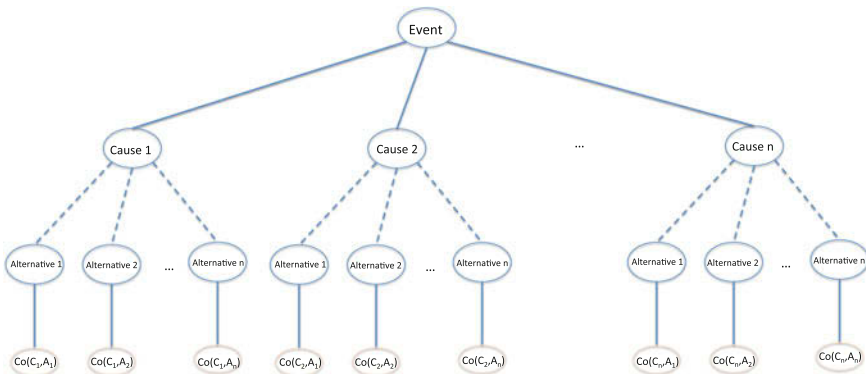 Event
Cause 1
Cause 2
...
Cause n
Alternative 1
Alternative 2
...
Alternative n
Alternative 1
Alternative 2
...
Alternative n
Alternative 1
Alternative 2
...
Alternative n
Co(C₁,A₁)
Co(C₁,A₂)
Co(C₁,Aₙ)
Co(C₂,A₁)
Co(C₂,A₂)
Co(C₂,Aₙ)
Co(Cₙ,A₁)
Co(Cₙ,A₂)
Co(Cₙ,Aₙ)